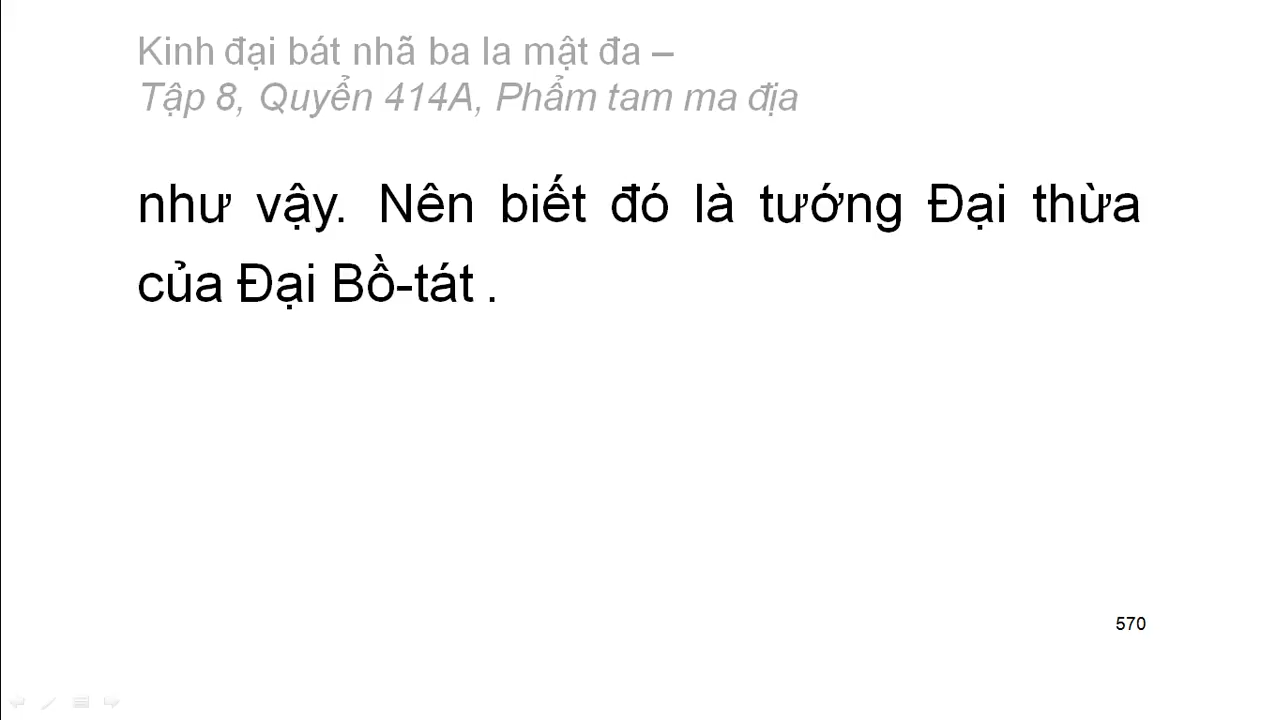 Kinh đại bát nhã ba la mật đa –
Tập 8, Quyển 414A, Phẩm tam ma địa
như vậy. Nên biết đó là tướng Đại thừa
của Đại Bồ-tát .
570